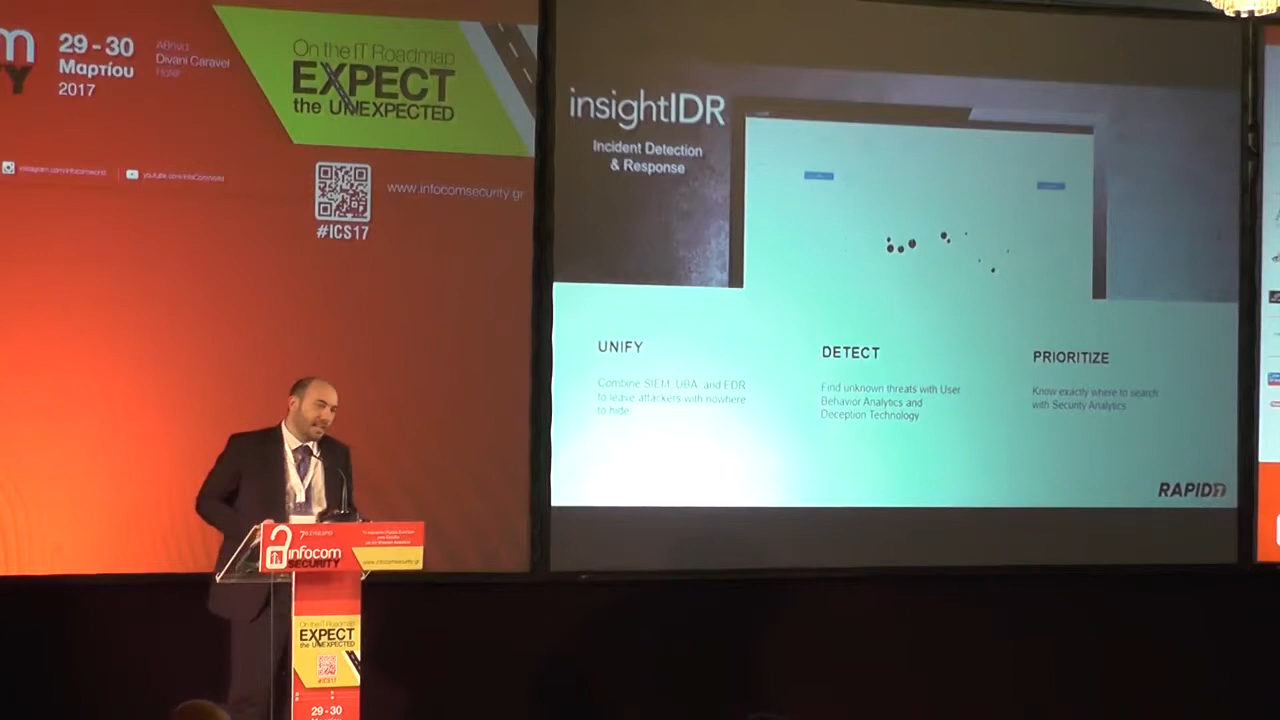 29 - 30
Μαρτίου
2017
Αθήνα
Divani Caravel
Hotel
On the IT Roadmap
EXPECT
the UNEXPECTED
www.infocomsecurity.gr
#ICS17
insightIDR
Incident Detection
& Response
UNIFY
Combine SIEM, UBA, and EDR
to leave attackers with nowhere
to hide
DETECT
Find unknown threats with User
Behavior Analytics and
Deception Technology
PRIORITIZE
Know exactly where to search
with Security Analytics
RAPID7
infocom
SECURITY
www.infocomsecurity.gr
On the IT Roadmap
EXPECT
the UNEXPECTED
#ICS17
29 - 30